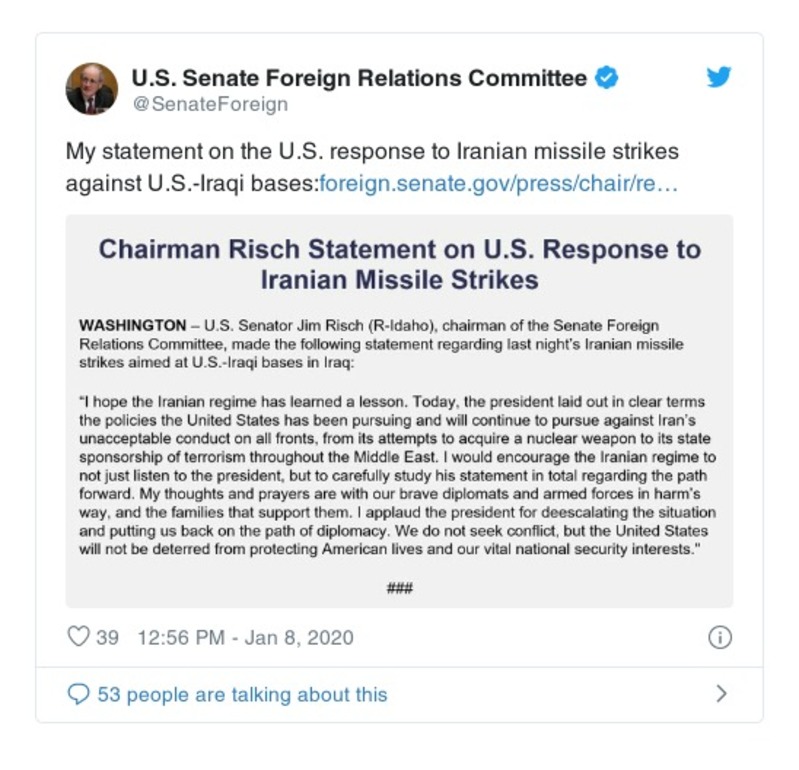 U.S. Senate Foreign Relations Committee
@SenateForeign
My statement on the U.S. response to Iranian missile strikes
against U.S.-Iraqi bases:foreign.senate.gov/press/chair/re…
Chairman Risch Statement on U.S. Response to
Iranian Missile Strikes
WASHINGTON – U.S. Senator Jim Risch (R-Idaho), chairman of the Senate Foreign
Relations Committee, made the following statement regarding last night's Iranian missile
strikes aimed at U.S.-Iraqi bases in Iraq:
"I hope the Iranian regime has learned a lesson. Today, the president laid out in clear terms
the policies the United States has been pursuing and will continue to pursue against Iran's
unacceptable conduct on all fronts, from its attempts to acquire a nuclear weapon to its state
sponsorship of terrorism throughout the Middle East. I would encourage the Iranian regime to
not just listen to the president, but to carefully study his statement in total regarding the path
forward. My thoughts and prayers are with our brave diplomats and armed forces in harm's
way, and the families that support them. I applaud the president for deescalating the situation
and putting us back on the path of diplomacy. We do not seek conflict, but the United States
will not be deterred from protecting American lives and our vital national security interests."
###
39 12:56 PM - Jan 8, 2020
53 people are talking about this